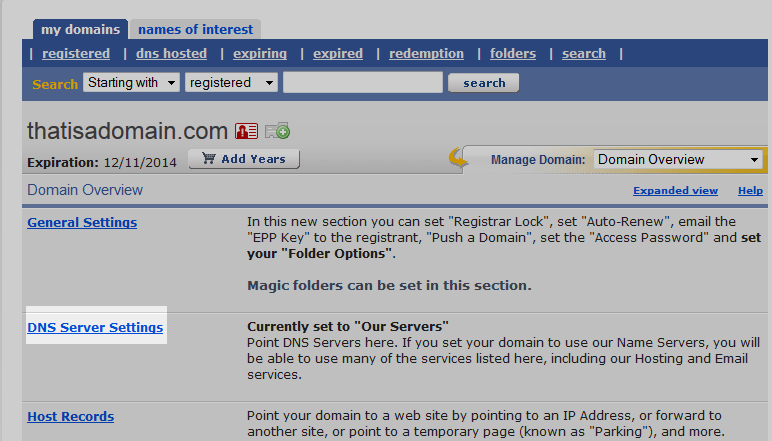 my domains names of interest
| registered | dns hosted | expiring | expired | redemption | folders | search |
Search Starting with registered search
thatisadomain.com
Expiration: 12/11/2014 Add Years Manage Domain: Domain Overview
Domain Overview Expanded view Help
General Settings In this new section you can set "Registrar Lock", set "Auto-Renew", email the
"EPP Key" to the registrant, "Push a Domain", set the "Access Password" and set
your "Folder Options".
Magic folders can be set in this section.
DNS Server Settings Currently set to "Our Servers"
Point DNS Servers here. If you set your domain to use our Name Servers, you will
be able to use many of the services listed here, including our Hosting and Email
services.
Host Records Point your domain to a web site by pointing to an IP Address, or forward to
another site, or point to a temporary page (known as "Parking"), and more.